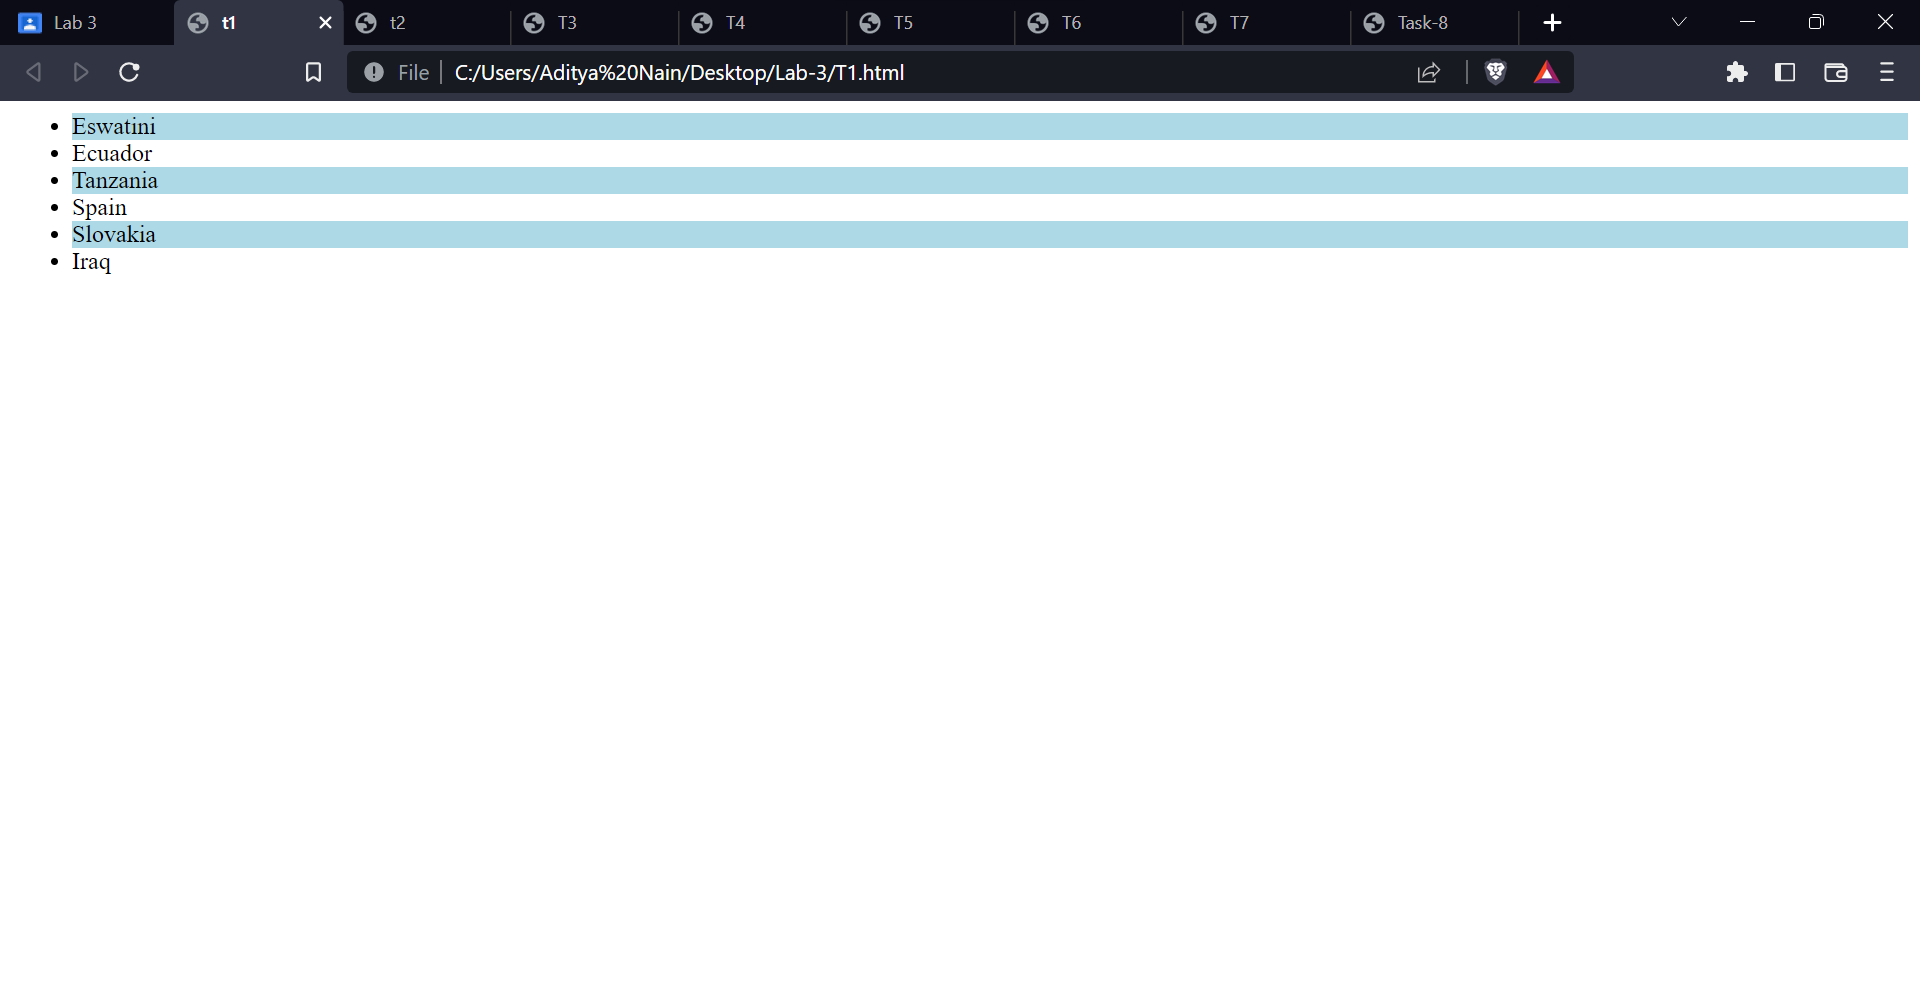 Lab 3
t1
t2
T3
T4
T5
T6
T7
Task-8
File
C:/Users/Aditya%20Nain/Desktop/Lab-3/T1.html
Eswatini
Ecuador
Tanzania
Spain
Slovakia
Iraq